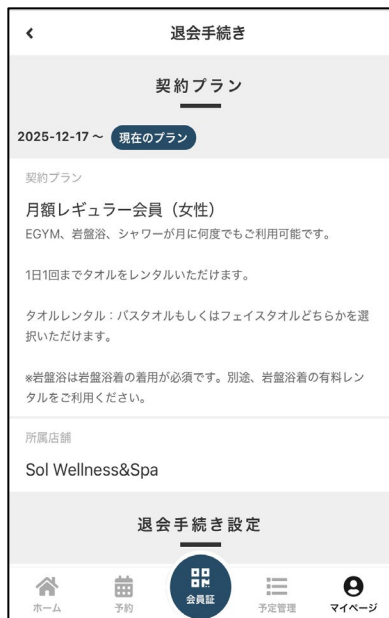 退会手続き
契約プラン
2025-12-17 ~ 現在のプラン
契約プラン
月額レギュラー会員（女性）
EGYM、岩盤浴、シャワーが月に何度でもご利用可能です。
1日1回までタオルをレンタルいただけます。
タオルレンタル：バスタオルもしくはフェイスタオルどちらかを選
択いただけます。
※岩盤浴は岩盤浴着の着用が必須です。別途、岩盤浴着の有料レン
タルをご利用ください。
所属店舗
Sol Wellness&Spa
退会手続き設定
ホーム 予約 会員証 予定管理 マイページ